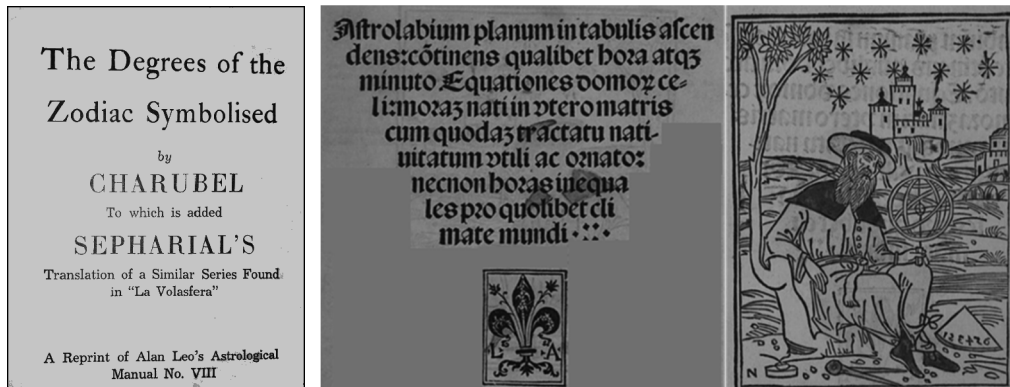 The Degrees of the
Zodiac Symbolised
by
CHARUBEL
To which is added
SEPHARIAL'S
Translation of a Similar Series Found
in "La Volasfera"
A Reprint of Alan Leo's Astrological
Manual No. VIII
Astrolabium planum in tabulis ascen
dens:cõtinens qualibet hora atqꝫ
minuto Equationes domoꝝ ce-
li:moraꝫ nati in vtero matris
cum quodaꝫ tractatu nati-
uitatum vtili ac ornato:
necnon horas inequa
les pro quolibet cli
mate mundi
L A
N